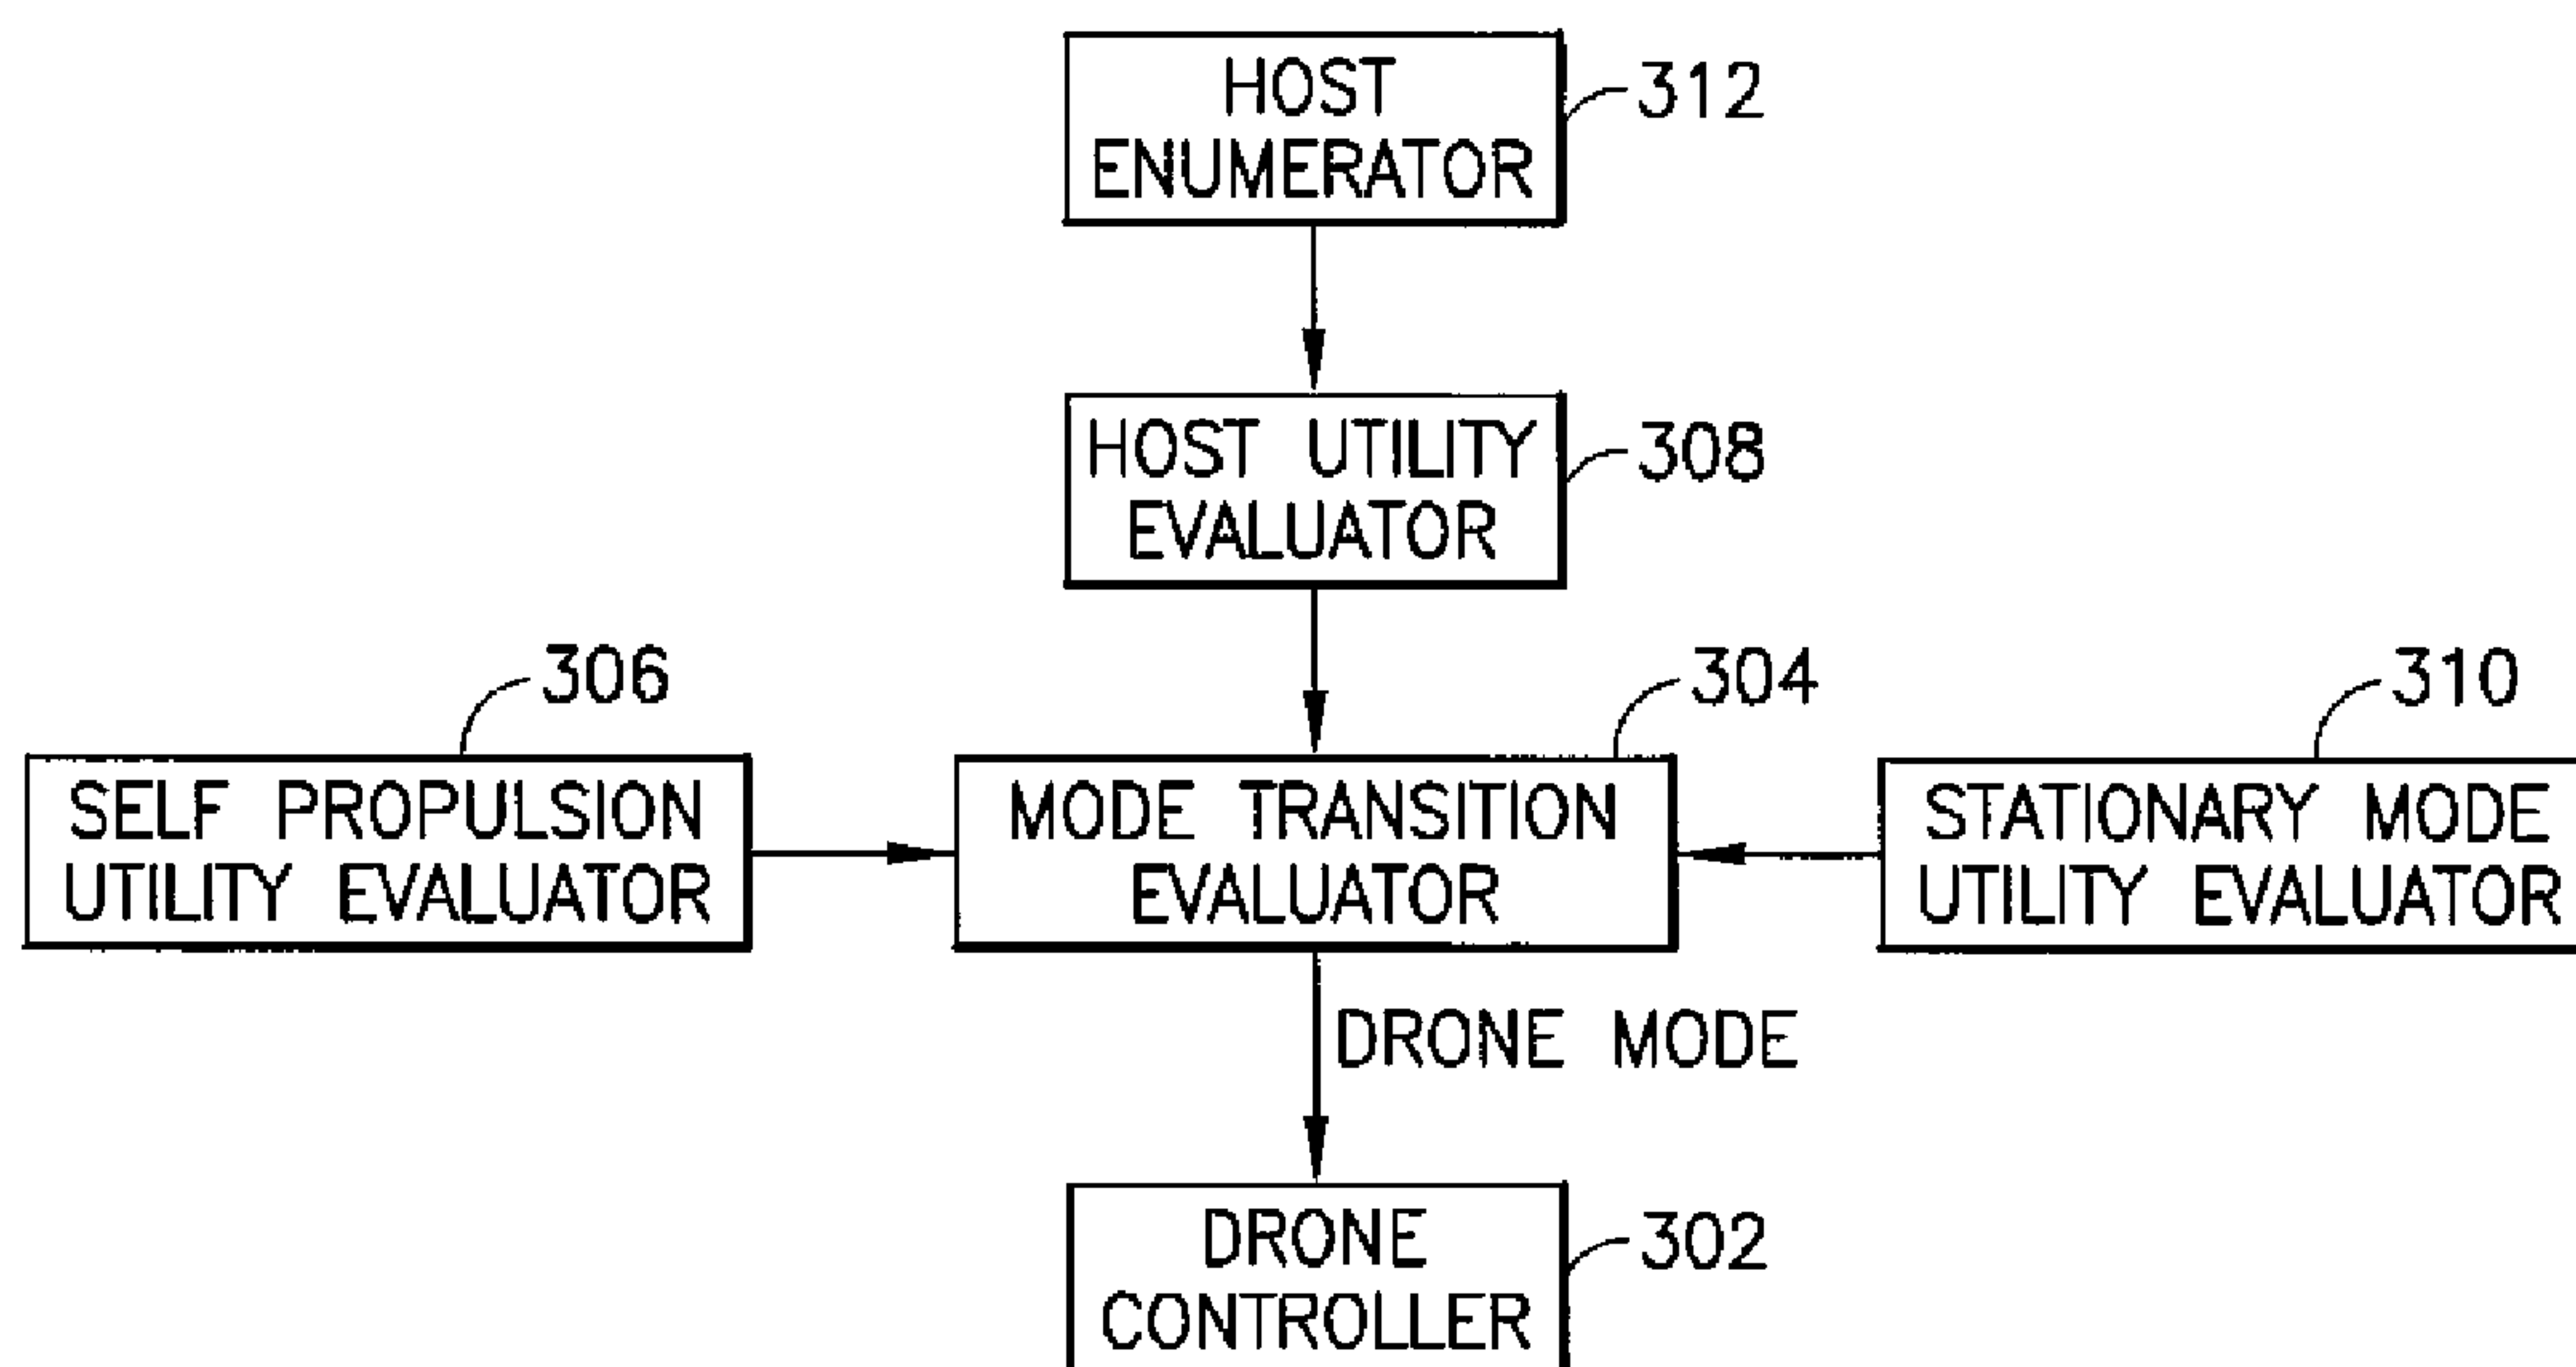 HOST
ENUMERATOR
312
HOST UTILITY
EVALUATOR
308
306
304
310
SELF PROPULSION
UTILITY EVALUATOR
MODE TRANSITION
EVALUATOR
STATIONARY MODE
UTILITY EVALUATOR
DRONE MODE
DRONE
CONTROLLER
302